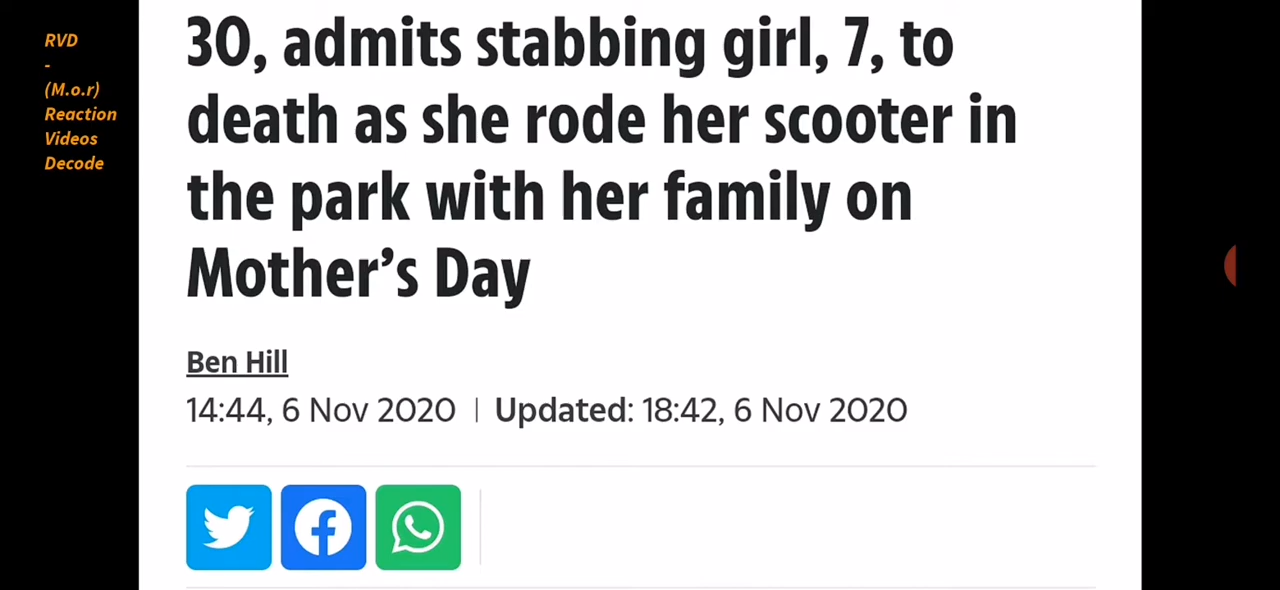 RVD
-
(M.o.r)
Reaction
Videos
Decode
30, admits stabbing girl, 7, to
death as she rode her scooter in
the park with her family on
Mother’s Day
Ben Hill
14:44, 6 Nov 2020 | Updated: 18:42, 6 Nov 2020